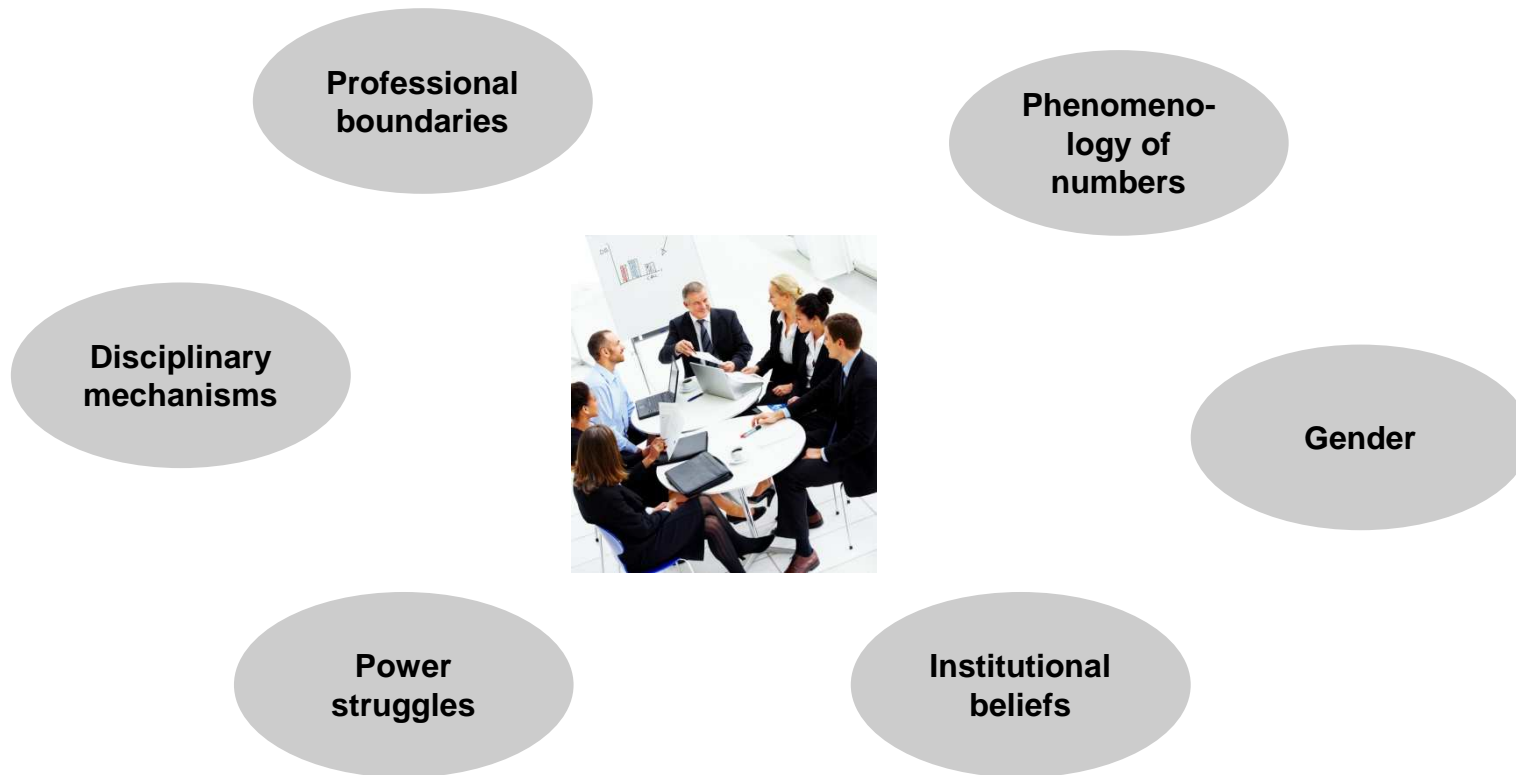 Professional
boundaries
Phenomeno-
logy of
numbers
Disciplinary
mechanisms
Gender
Power
struggles
Institutional
beliefs